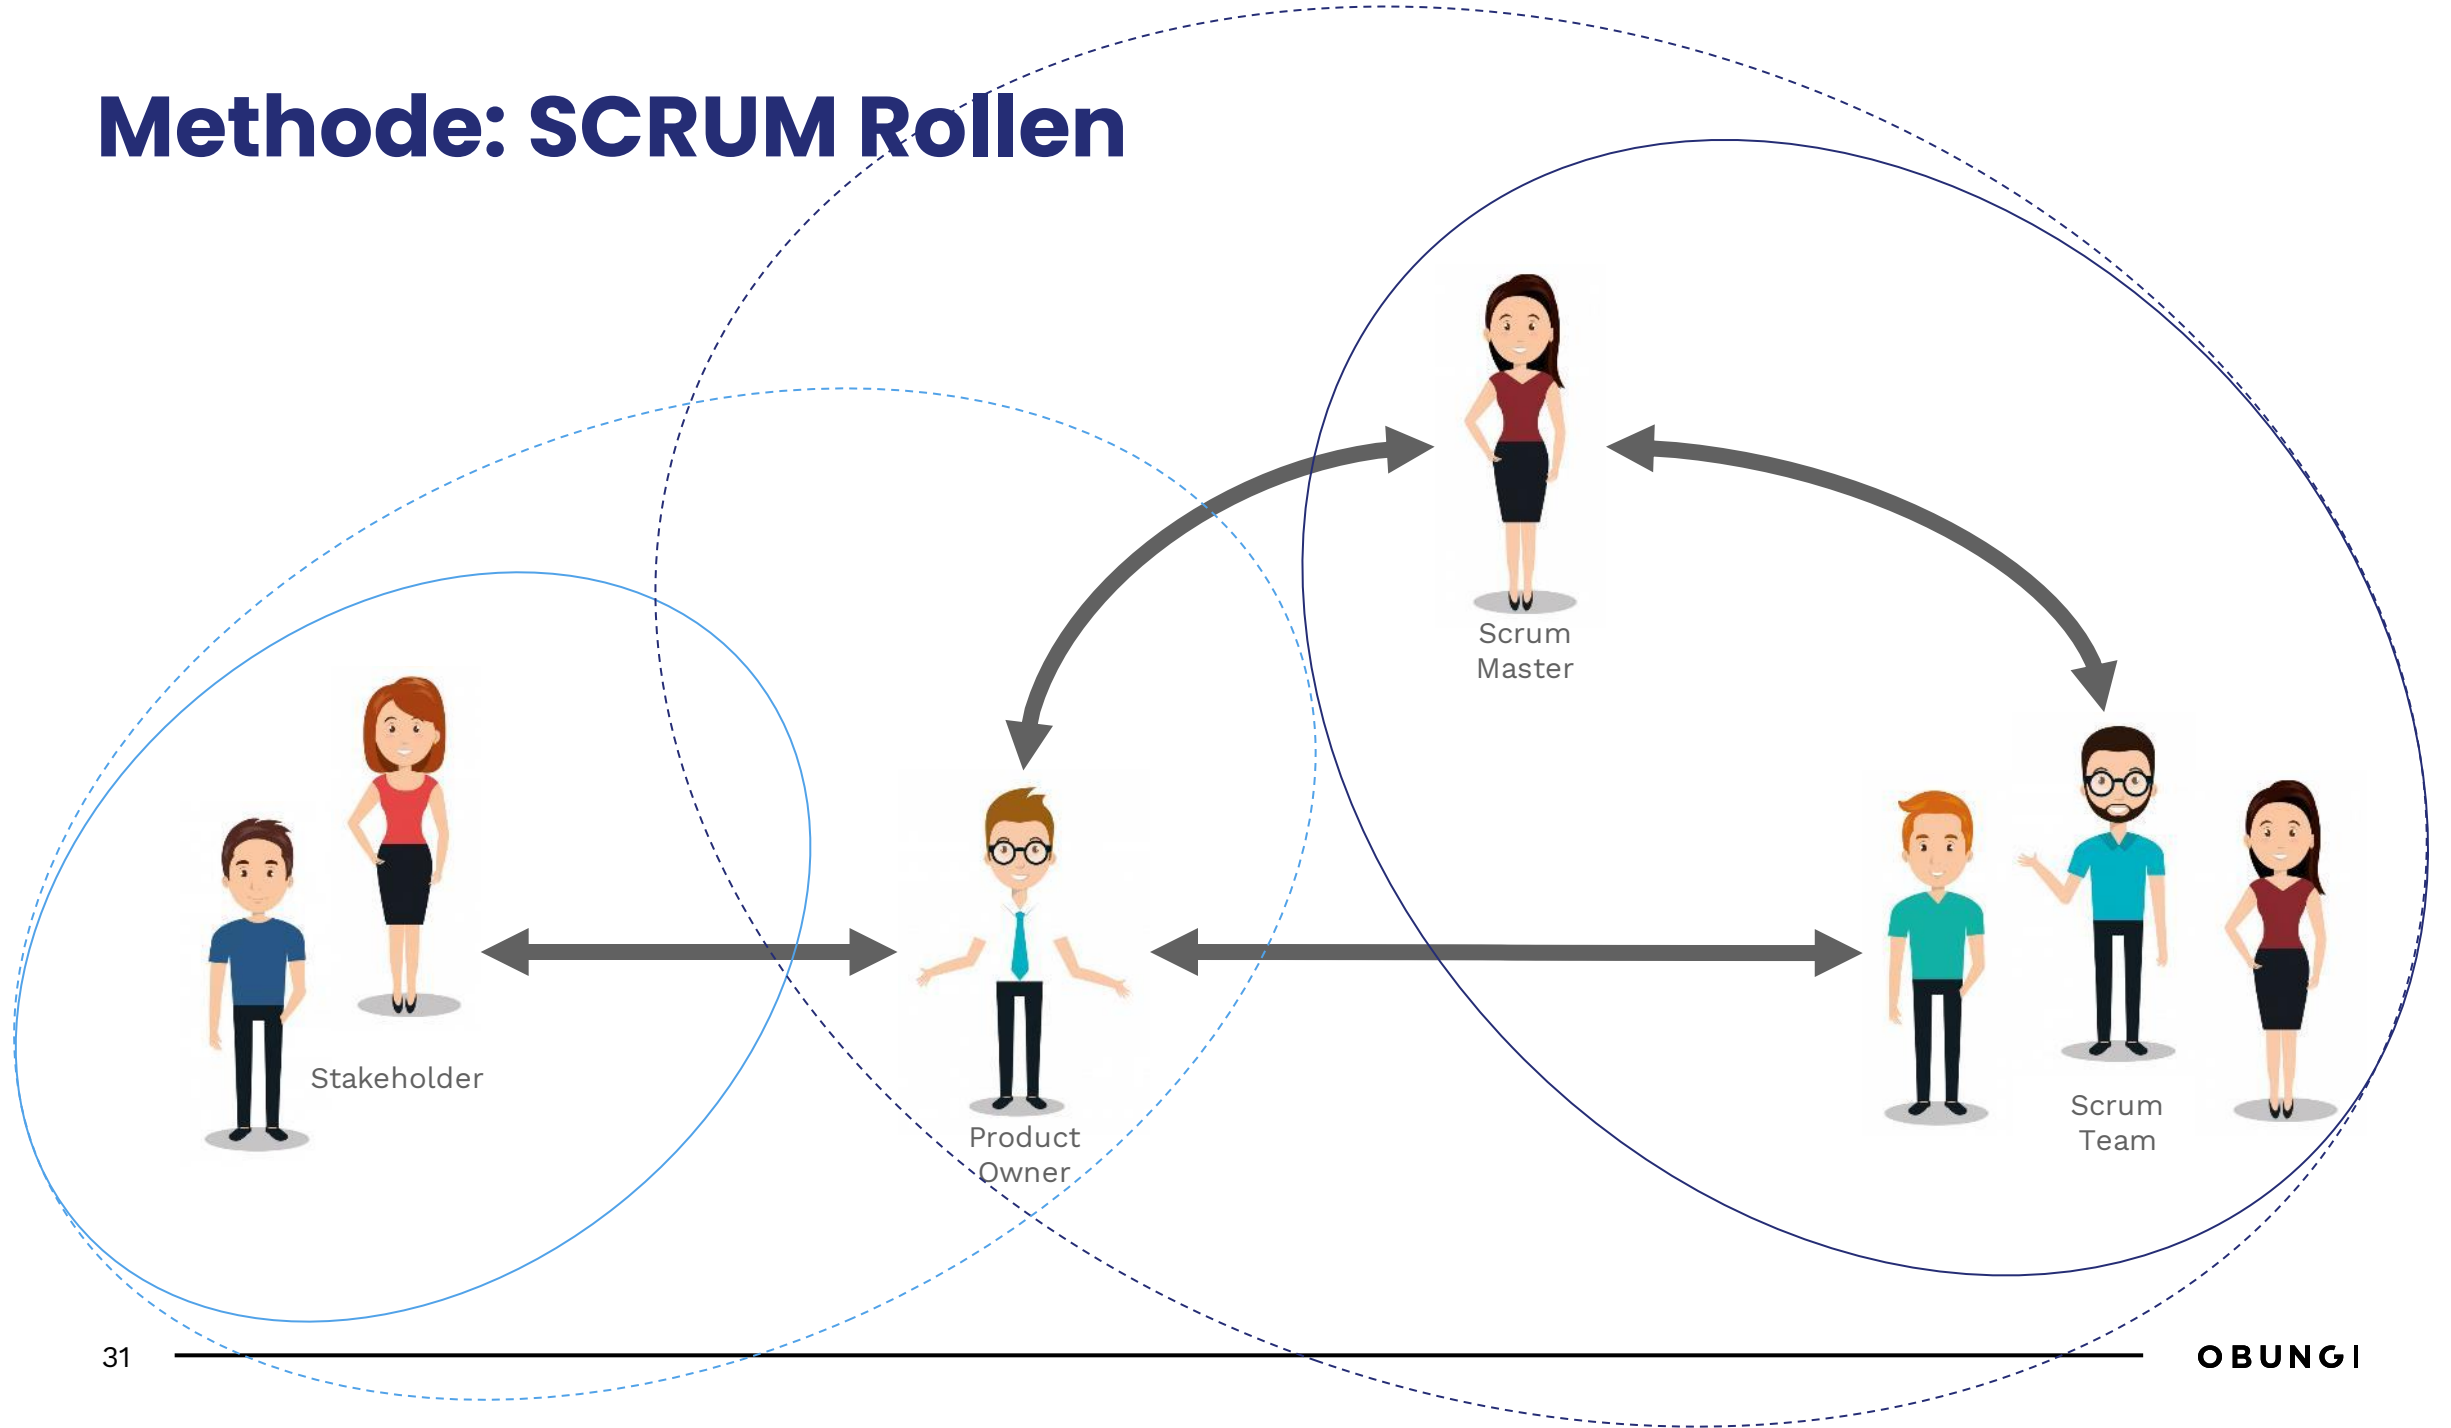 Methode: SCRUM Rollen
Scrum
Master
Stakeholder
Product
Owner
Scrum
Team
31
OBUNGI